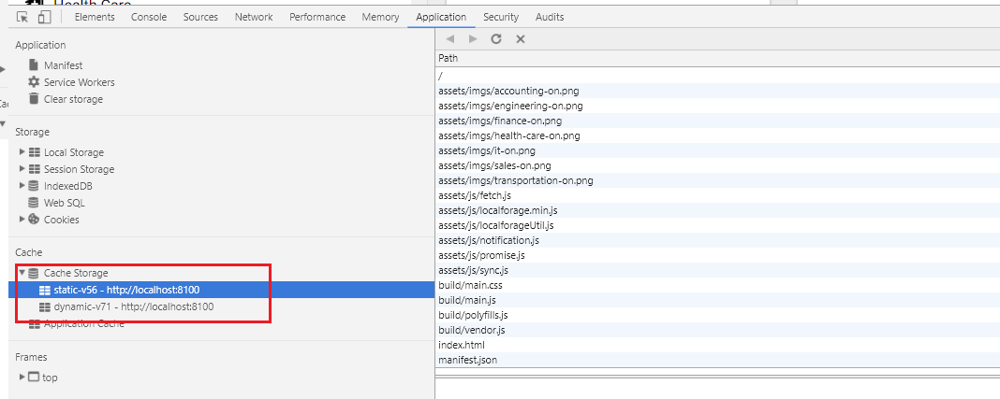 Health Care
Elements Console Sources Network Performance Memory Application Security Audits
Application
Manifest
Service Workers
Clear storage
Storage
Local Storage
Session Storage
IndexedDB
Web SQL
Cookies
Cache
Cache Storage
static-v56 - http://localhost:8100
dynamic-v71 - http://localhost:8100
Application Cache
Frames
top
Path
/
assets/imgs/accounting-on.png
assets/imgs/engineering-on.png
assets/imgs/finance-on.png
assets/imgs/health-care-on.png
assets/imgs/it-on.png
assets/imgs/sales-on.png
assets/imgs/transportation-on.png
assets/js/fetch.js
assets/js/localforage.min.js
assets/js/localforageUtil.js
assets/js/notification.js
assets/js/promise.js
assets/js/sync.js
build/main.css
build/main.js
build/polyfills.js
build/vendor.js
index.html
manifest.json